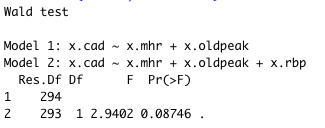 Wald test

Model 1: x.cad ~ x.mhr + x.oldpeak
Model 2: x.cad ~ x.mhr + x.oldpeak + x.rbp
  Res.Df Df      F  Pr(>F)
1    294
2    293  1 2.9402 0.08746 .